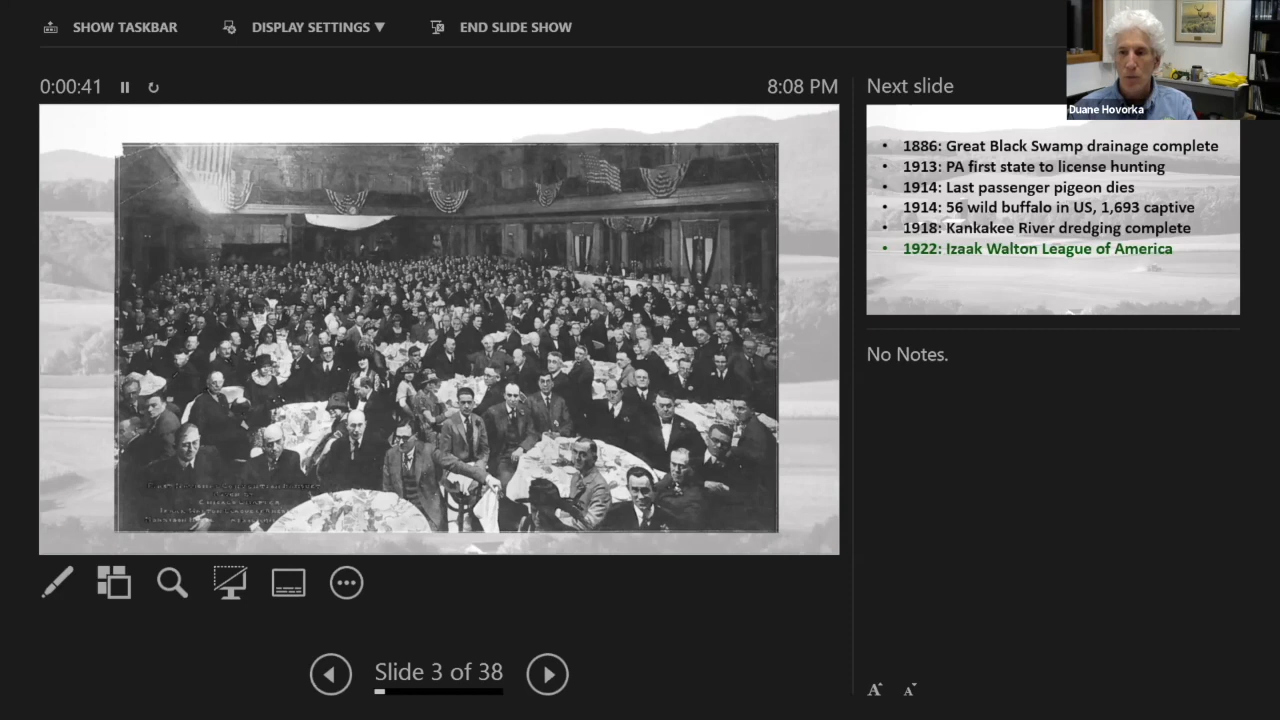 SHOW TASKBAR
DISPLAY SETTINGS ▼
END SLIDE SHOW
0:00:41
8:08 PM
Next slide
Duane Hovorka
• 1886: Great Black Swamp drainage complete
• 1913: PA first state to license hunting
• 1914: Last passenger pigeon dies
• 1914: 56 wild buffalo in US, 1,693 captive
• 1918: Kankakee River dredging complete
• 1922: Izaak Walton League of America
No Notes.
Slide 3 of 38
A A